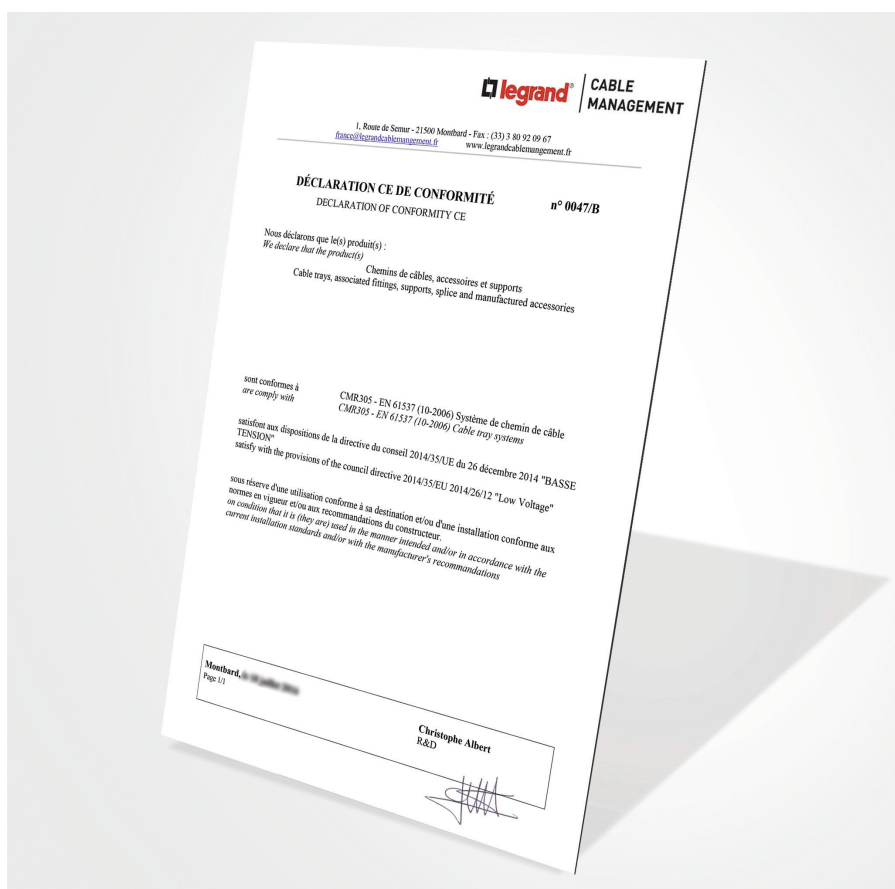 legrand® CABLE MANAGEMENT
1, Route de Semur - 21500 Montbard - Fax : (33) 3 80 92 09 67
france@legrandcablemangement.fr www.legrandcablemangement.fr
DÉCLARATION CE DE CONFORMITÉ n° 0047/B
DECLARATION OF CONFORMITY CE
Nous déclarons que le(s) produit(s) :
We declare that the product(s)
Chemins de câbles, accessoires et supports
Cable trays, associated fittings, supports, splice and manufactured accessories
sont conformes à
are comply with
CMR305 - EN 61537 (10-2006) Système de chemin de câble
CMR305 - EN 61537 (10-2006) Cable tray systems
satisfont aux dispositions de la directive du conseil 2014/35/UE du 26 décembre 2014 "BASSE
TENSION"
satisfy with the provisions of the council directive 2014/35/EU 2014/26/12 "Low Voltage"
sous réserve d'une utilisation conforme à sa destination et/ou d'une installation conforme aux
normes en vigueur et/ou aux recommandations du constructeur.
on condition that it is (they are) used in the manner intended and/or in accordance with the
current installation standards and/or with the manufacturer's recommandations
Montbard,
Page 1/1
Christophe Albert
R&D